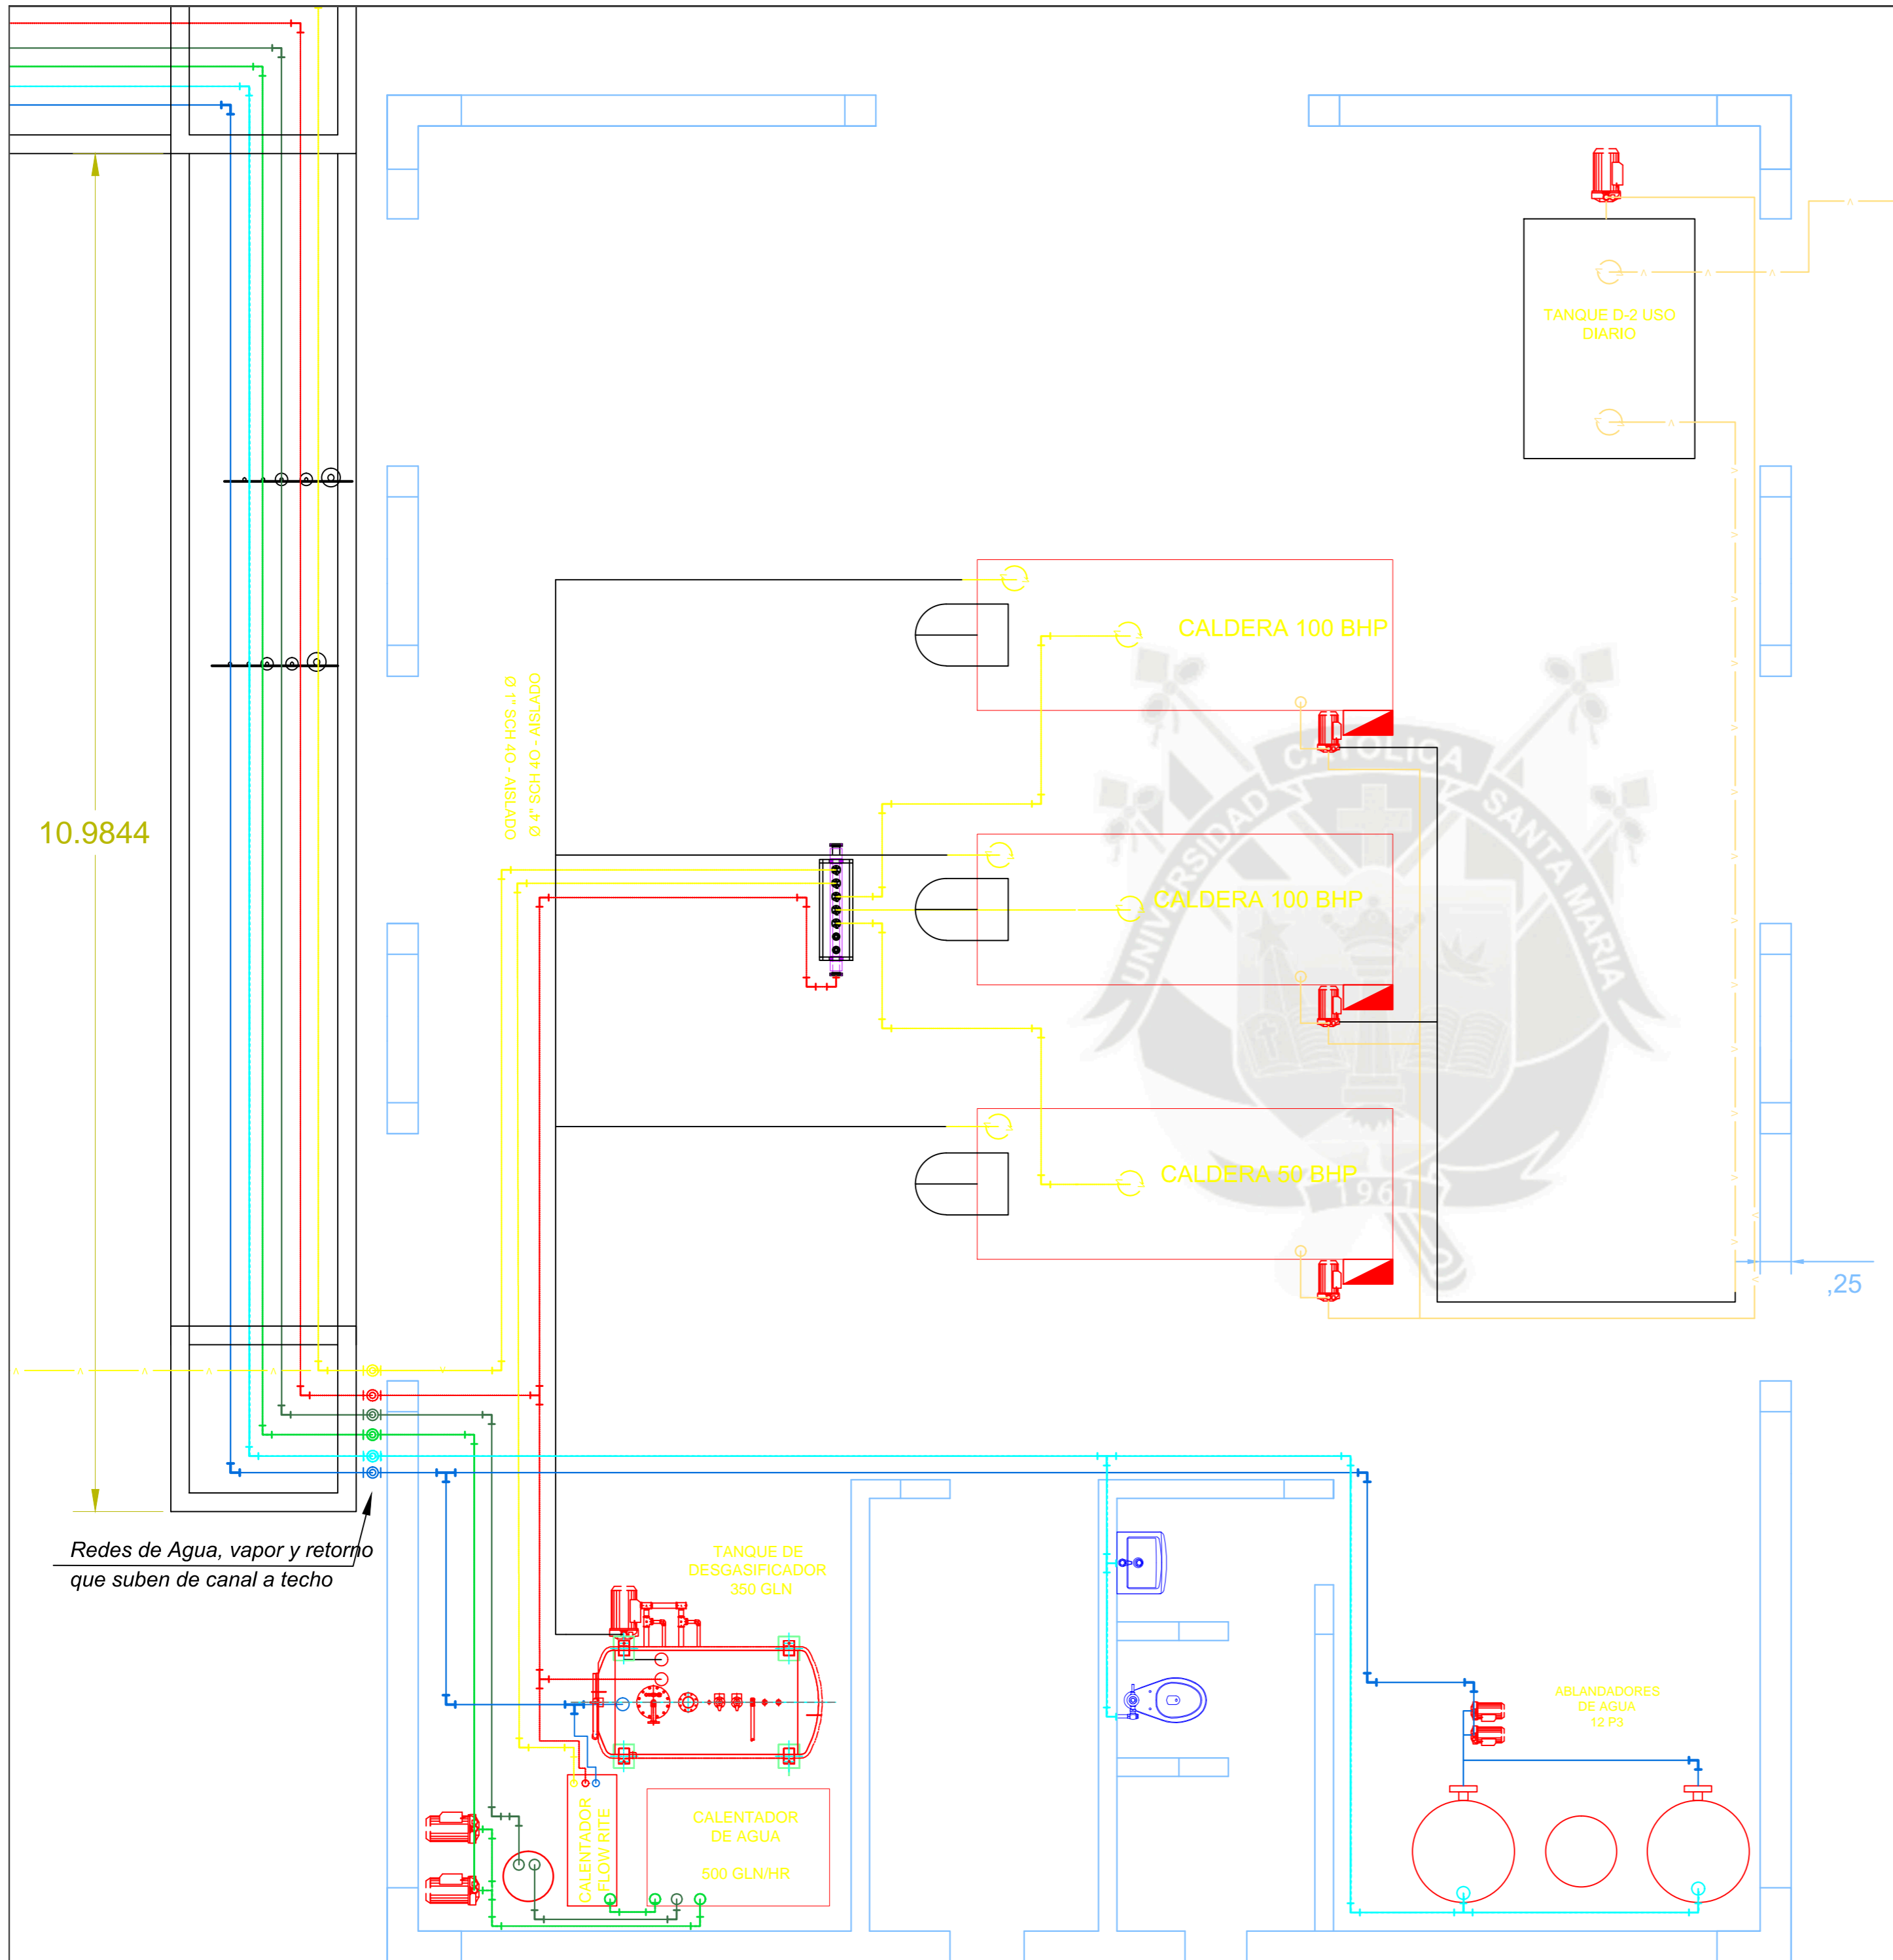 TANQUE D-2 USO
DIARIO
CALDERA 100 BHP
Ø 1" SCH 40 - AISLADO
Ø 4" SCH 40 - AISLADO
10.9844
CALDERA 100 BHP
CALDERA 50 BHP
UNIVERSIDAD CATOLICA SANTA MARIA
1961
,25
Redes de Agua, vapor y retorno
que suben de canal a techo
TANQUE DE
DESGASIFICADOR
350 GLN
ABLANDADORES
DE AGUA
12 P3
CALENTADOR
FLOW RITE
CALENTADOR
DE AGUA
500 GLN/HR